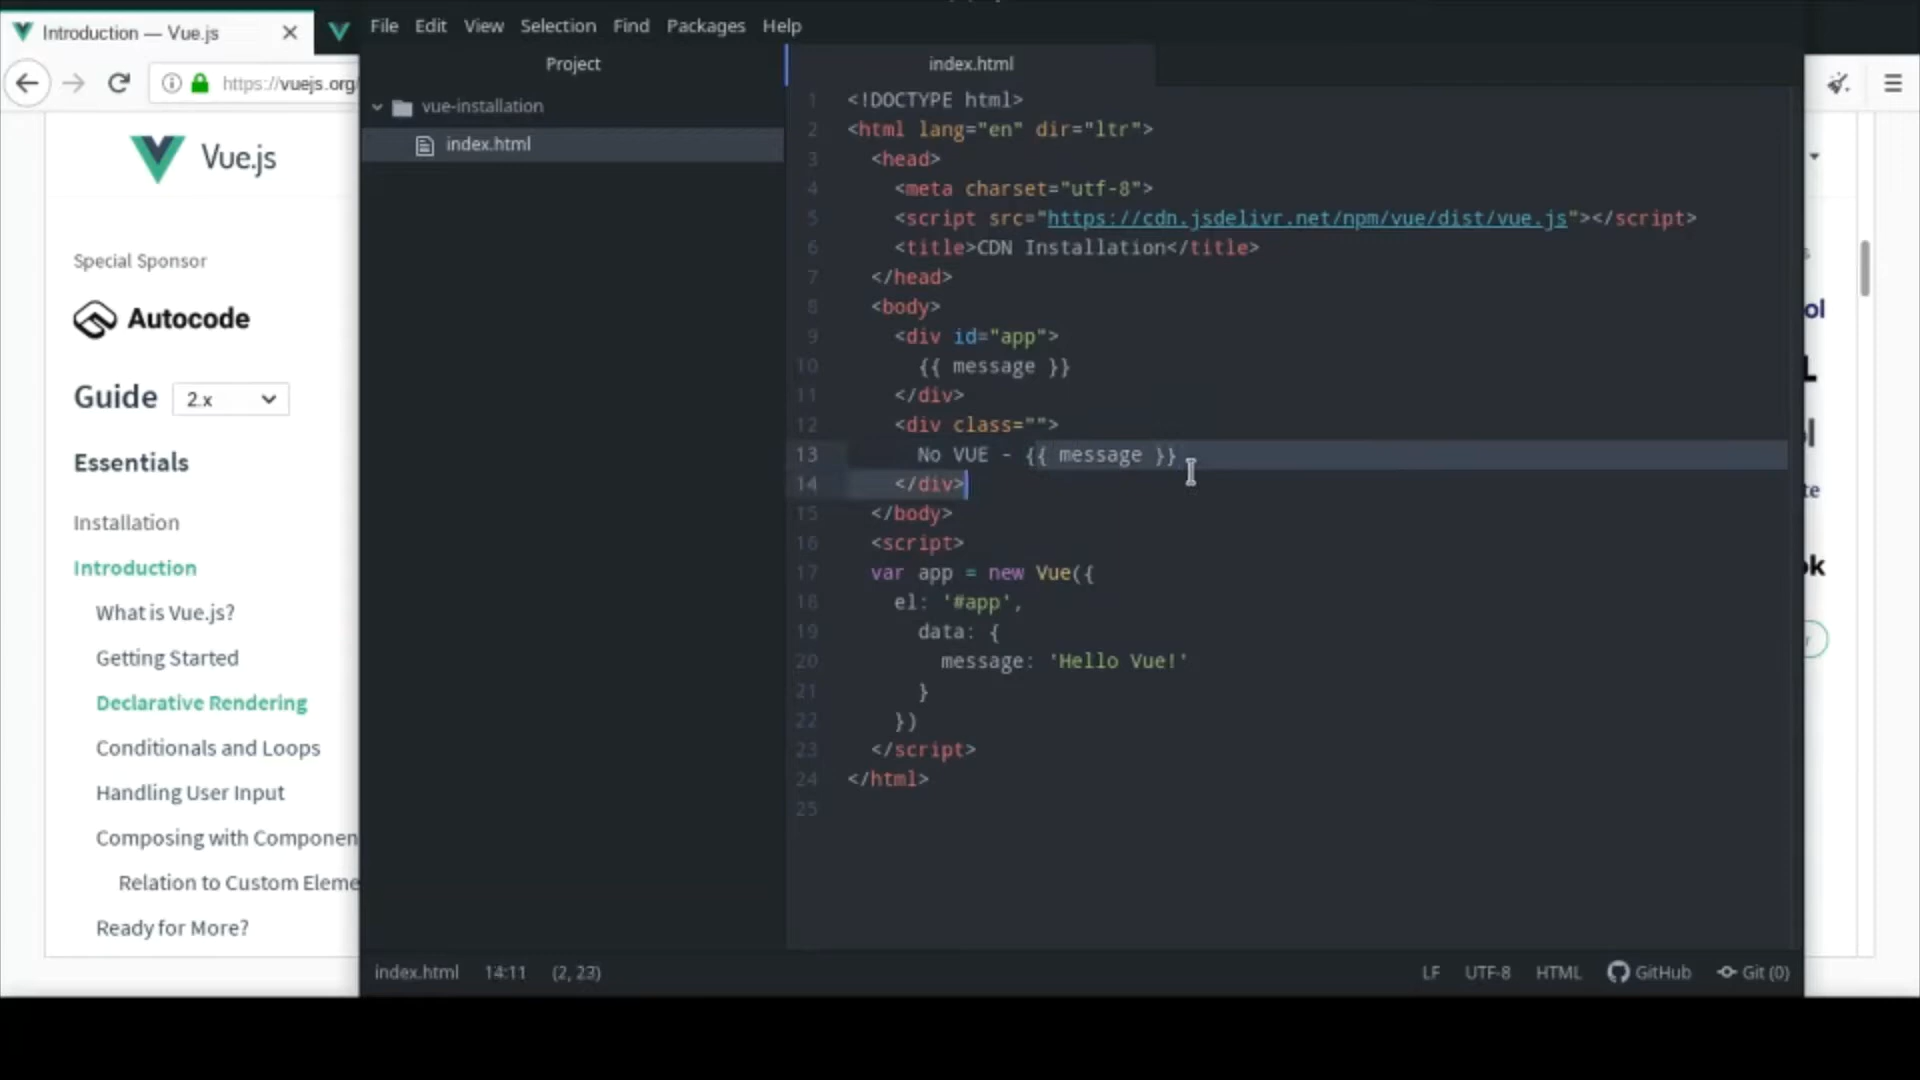 Introduction — Vue.js
https://vuejs.org/
Vue.js
Special Sponsor
Autocode
Guide 2.x
Essentials
Installation
Introduction
What is Vue.js?
Getting Started
Declarative Rendering
Conditionals and Loops
Handling User Input
Composing with Componen
Relation to Custom Eleme
Ready for More?
File Edit View Selection Find Packages Help
Project
vue-installation
index.html
index.html
1 <!DOCTYPE html>
2 <html lang="en" dir="ltr">
3 <head>
4 <meta charset="utf-8">
5 <script src="https://cdn.jsdelivr.net/npm/vue/dist/vue.js"></script>
6 <title>CDN Installation</title>
7 </head>
8 <body>
9 <div id="app">
10 {{ message }}
11 </div>
12 <div class="">
13 No VUE - {{ message }}
14 </div>
15 </body>
16 <script>
17 var app = new Vue({
18 el: '#app',
19 data: {
20 message: 'Hello Vue!'
21 }
22 })
23 </script>
24 </html>
25
index.html 14:11 (2, 23) LF UTF-8 HTML GitHub Git (0)
ol
te
ok